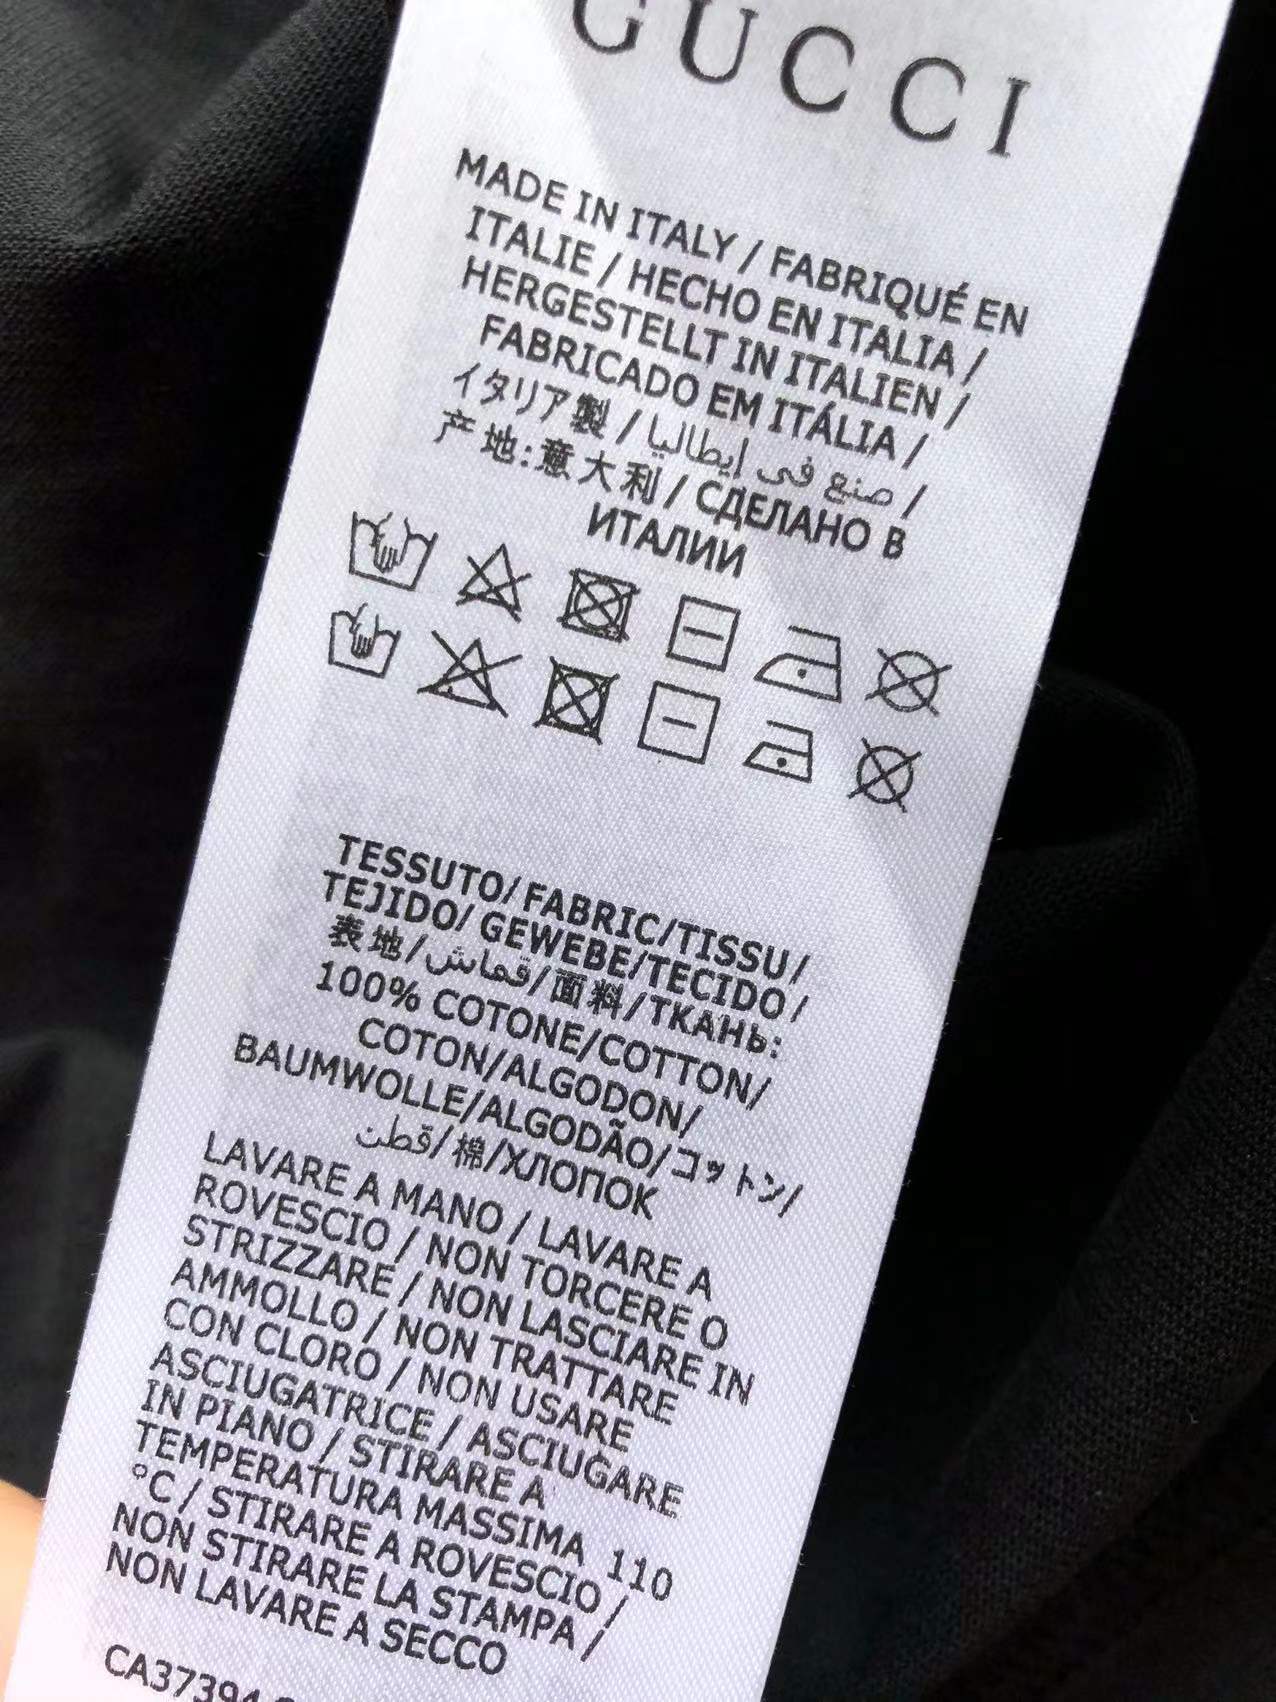 GUCCI
MADE IN ITALY / FABRIQUÉ EN
ITALIE / HECHO EN ITALIA /
HERGESTELLT IN ITALIEN /
FABRICADO EM ITÁLIA /
イタリア製 / صنع في إيطاليا /
产地:意大利 / СДЕЛАНО В
ИТАЛИИ
TESSUTO/FABRIC/TISSU/
TEJIDO/GEWEBE/TECIDO/
表地/قماش/面料/ТКАНЬ:
100% COTONE/COTTON/
COTON/ALGODON/
BAUMWOLLE/ALGODÃO/コットン/
قطن/棉/ХЛОПОК
LAVARE A MANO / LAVARE A
ROVESCIO / NON TORCERE O
STRIZZARE / NON LASCIARE IN
AMMOLLO / NON TRATTARE
CON CLORO / NON USARE
ASCIUGATRICE / ASCIUGARE
IN PIANO / STIRARE A
TEMPERATURA MASSIMA 110
°C / STIRARE A ROVESCIO /
NON STIRARE LA STAMPA /
NON LAVARE A SECCO